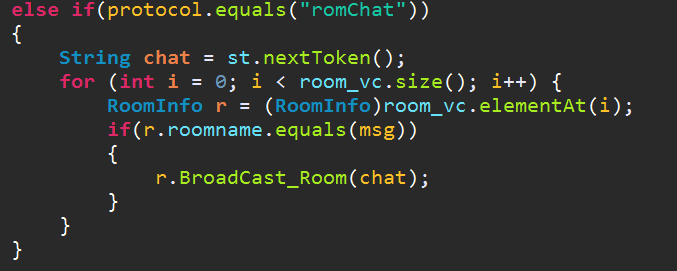 else if(protocol.equals("romChat"))
{
    String chat = st.nextToken();
    for (int i = 0; i < room_vc.size(); i++) {
        RoomInfo r = (RoomInfo)room_vc.elementAt(i);
        if(r.roomname.equals(msg))
        {
            r.BroadCast_Room(chat);
        }
    }
}